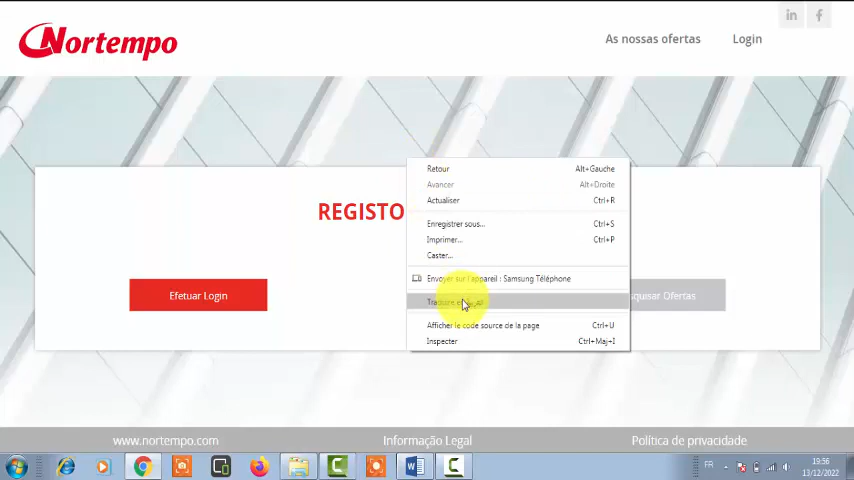 Nortempo
As nossas ofertas
Login
REGISTO
Efetuar Login
Ofertas
Retour Alt+Gauche
Avancer Alt+Droite
Actualiser Ctrl+R
Enregistrer sous... Ctrl+S
Imprimer... Ctrl+P
Caster...
Envoyer sur l'appareil : Samsung Téléphone
Afficher le code source de la page Ctrl+U
Inspecter Ctrl+Maj+I
www.nortempo.com
Informação Legal
Política de privacidade
FR
19:56
13/12/2022